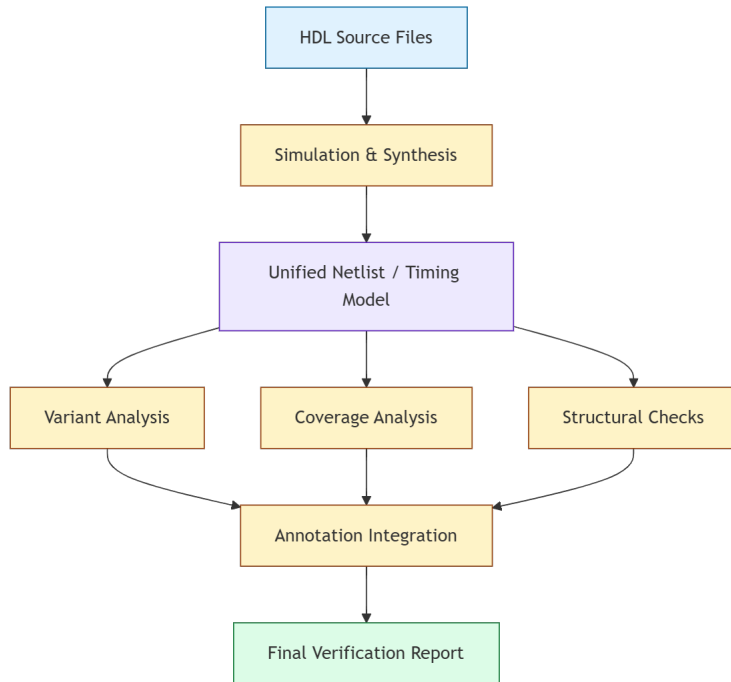 HDL Source Files
Simulation & Synthesis
Unified Netlist / Timing
Model
Variant Analysis
Coverage Analysis
Structural Checks
Annotation Integration
Final Verification Report